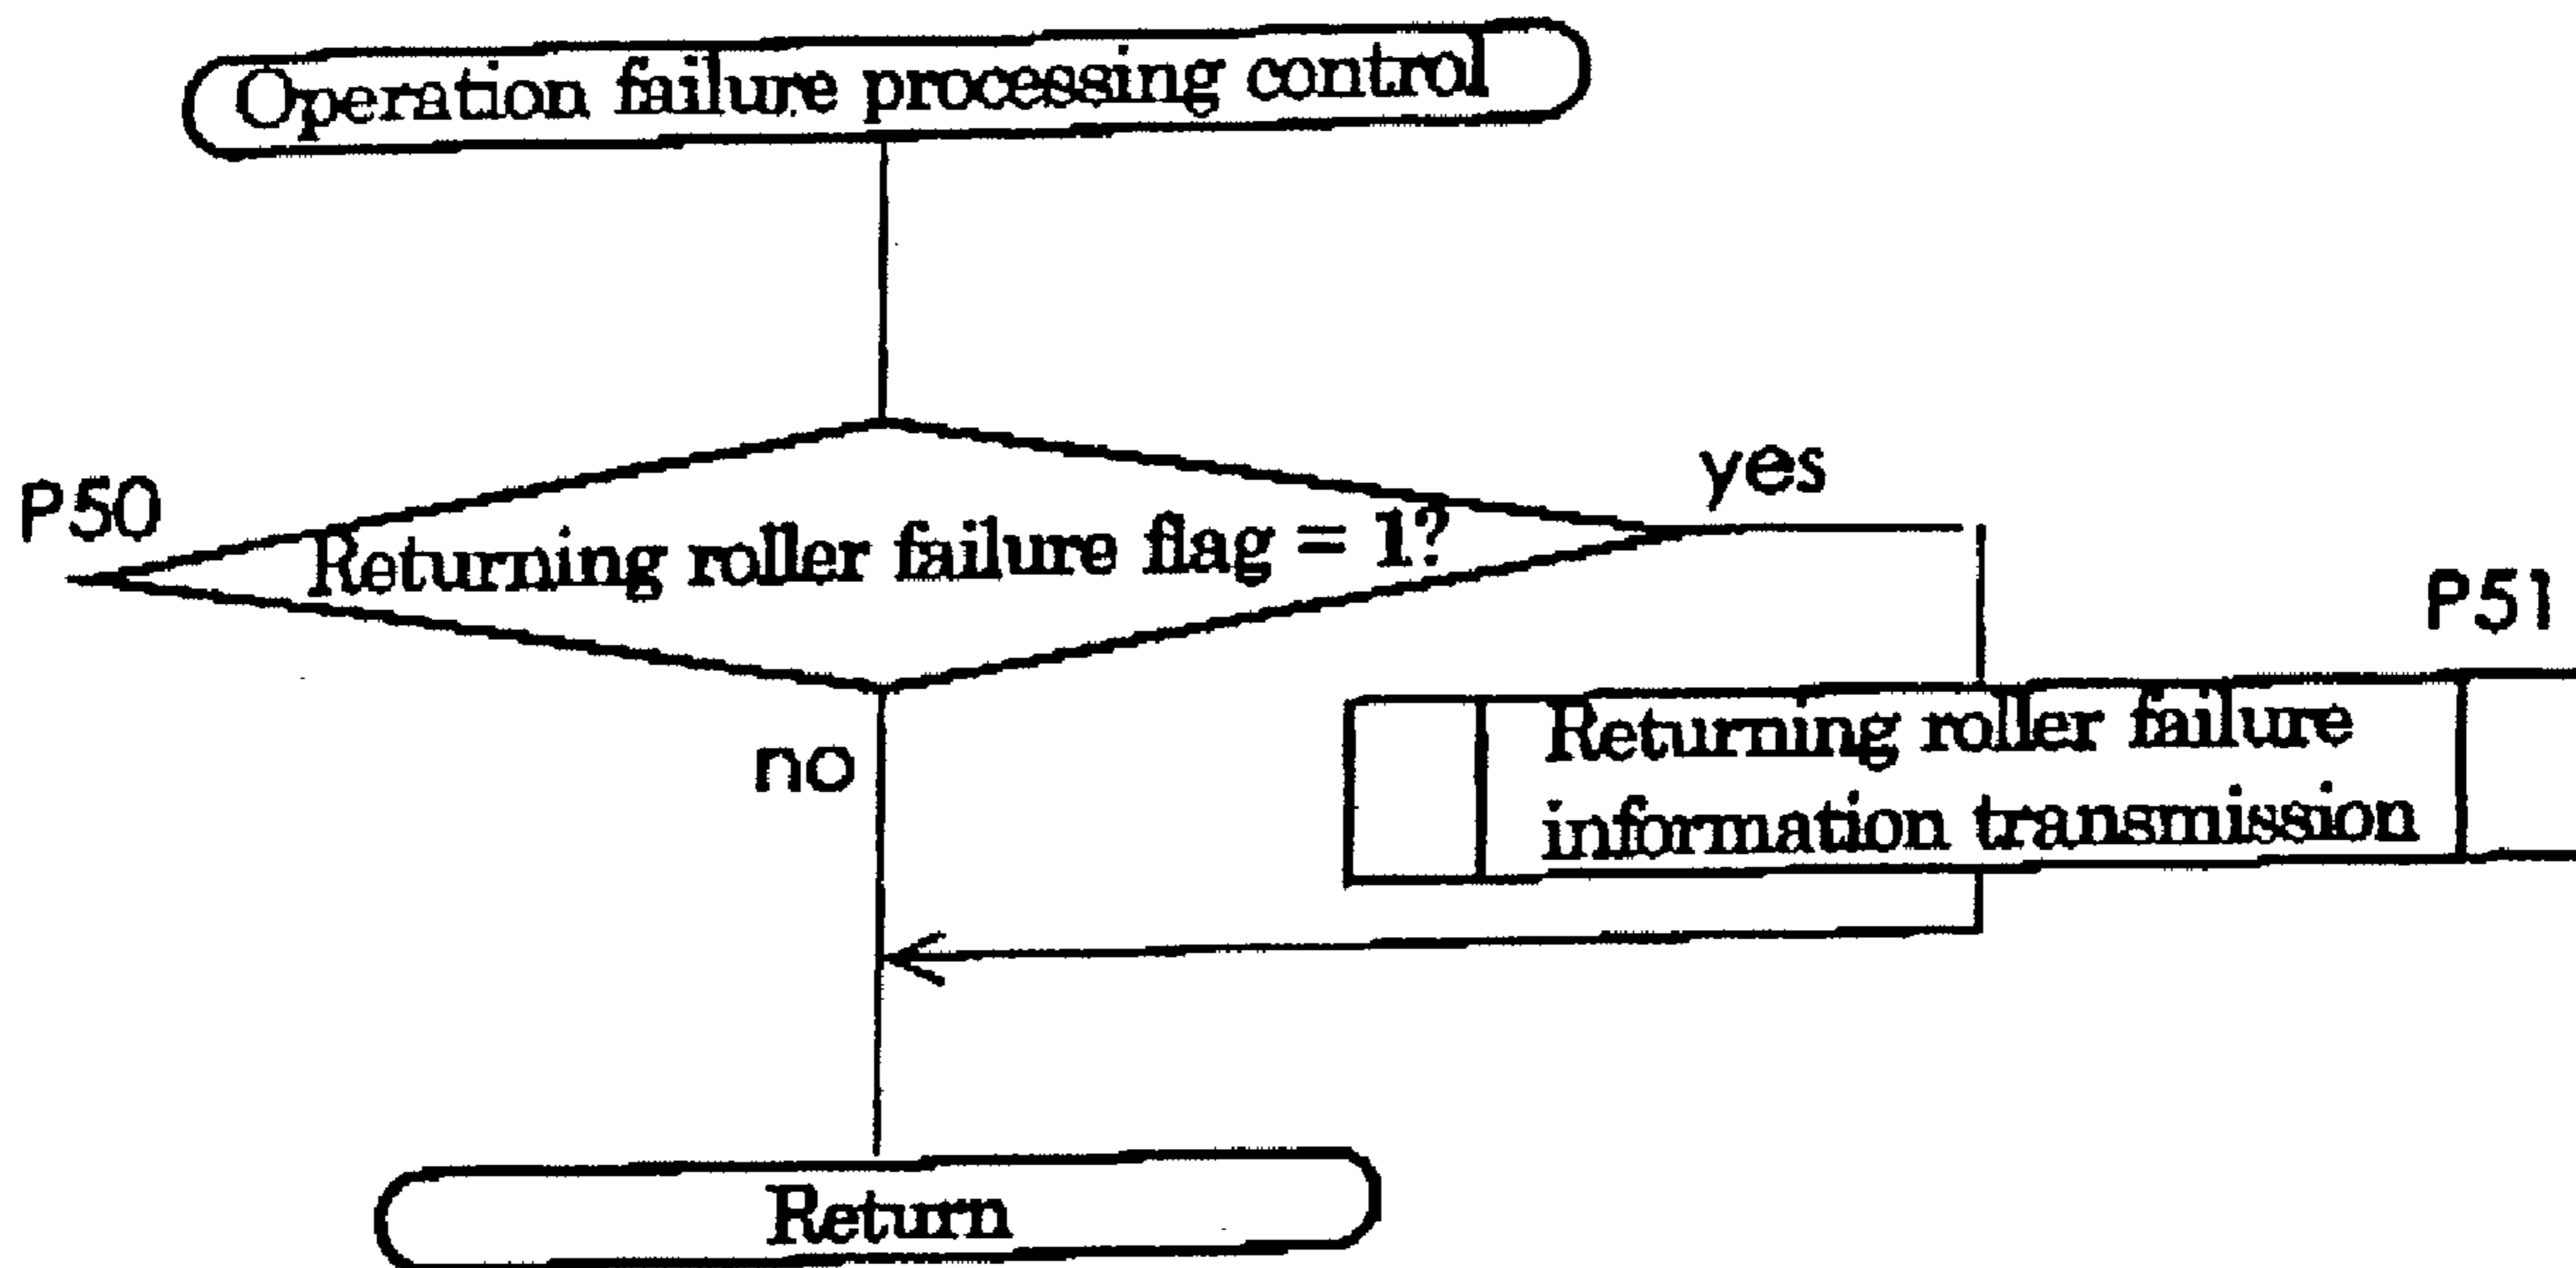 Operation failure processing control
P50
Returning roller failure flag = 1?
yes
P51
Returning roller failure
information transmission
no
Return